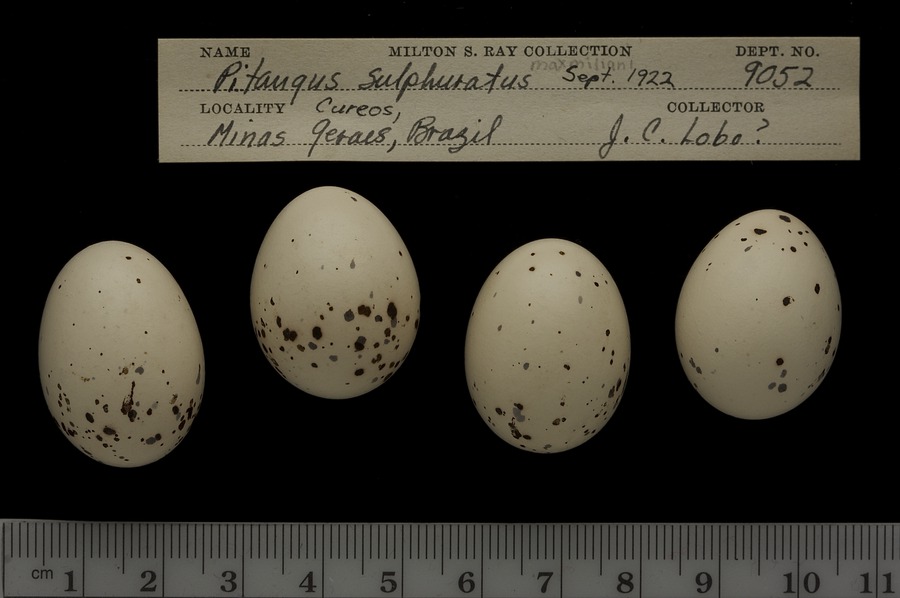 NAME MILTON S. RAY COLLECTION DEPT. NO.
maxmiliani
Pitangus sulphuratus Sept. 1922 9052
LOCALITY Cureos, COLLECTOR
Minas Geraes, Brazil J. C. Lobo?
cm 1 2 3 4 5 6 7 8 9 10 11